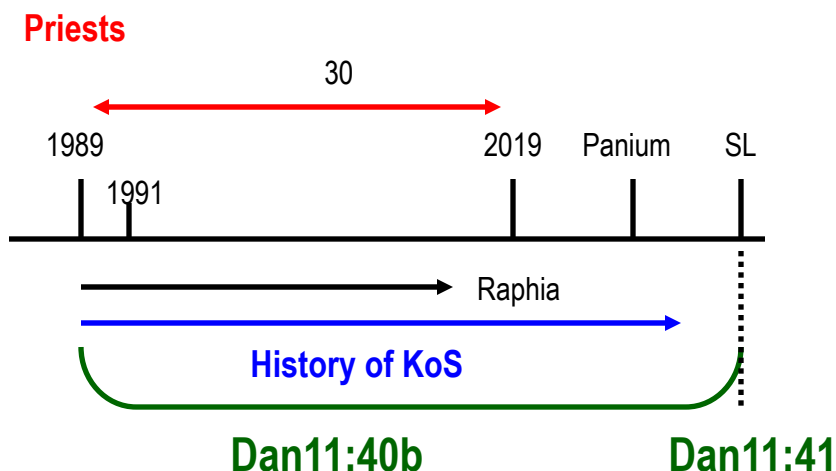 Priests
30
1989
2019
Panium
SL
1991
Raphia
History of KoS
Dan11:40b
Dan11:41